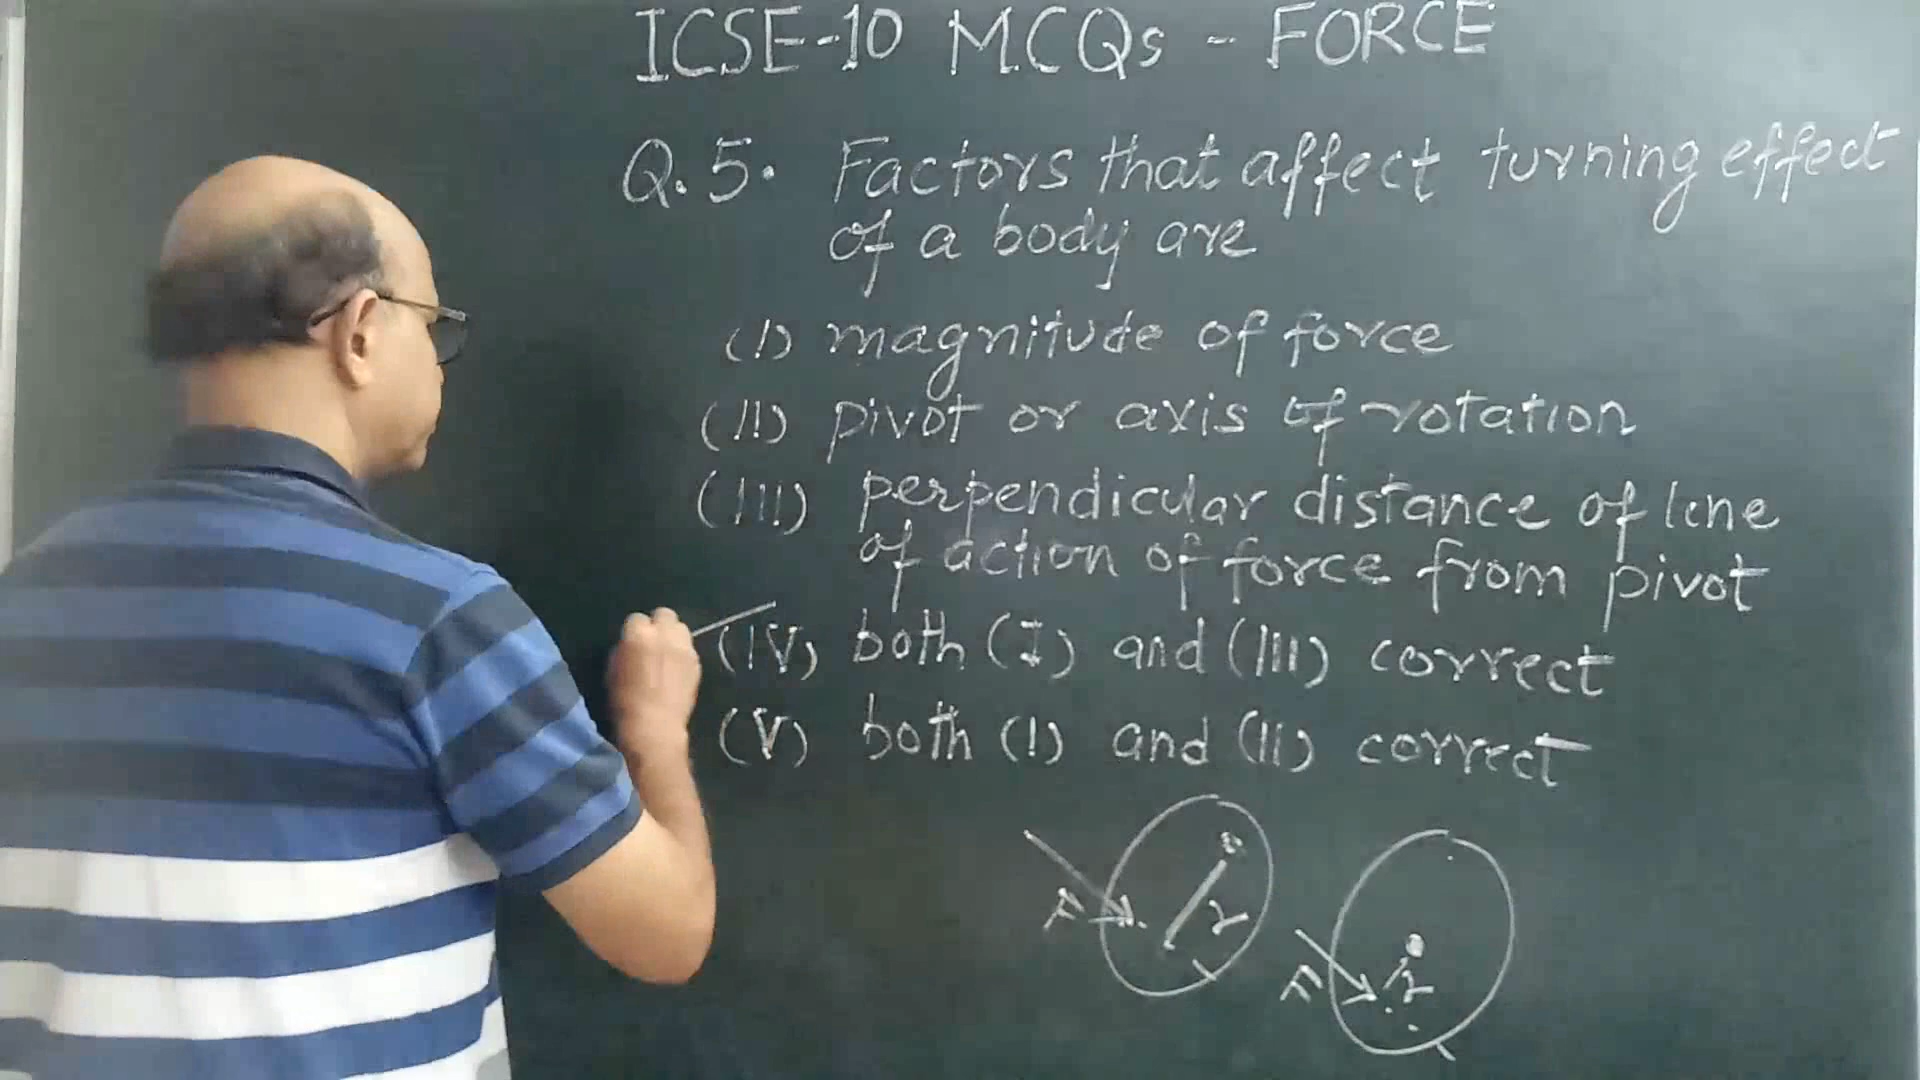 ICSE-10 MCQs - FORCE
Q.5. Factors that affect turning effect
of a body are
(I) magnitude of force
(II) pivot or axis of rotation
(III) perpendicular distance of line
of action of force from pivot
(IV) both (I) and (III) correct
(V) both (I) and (II) correct
F r
F r